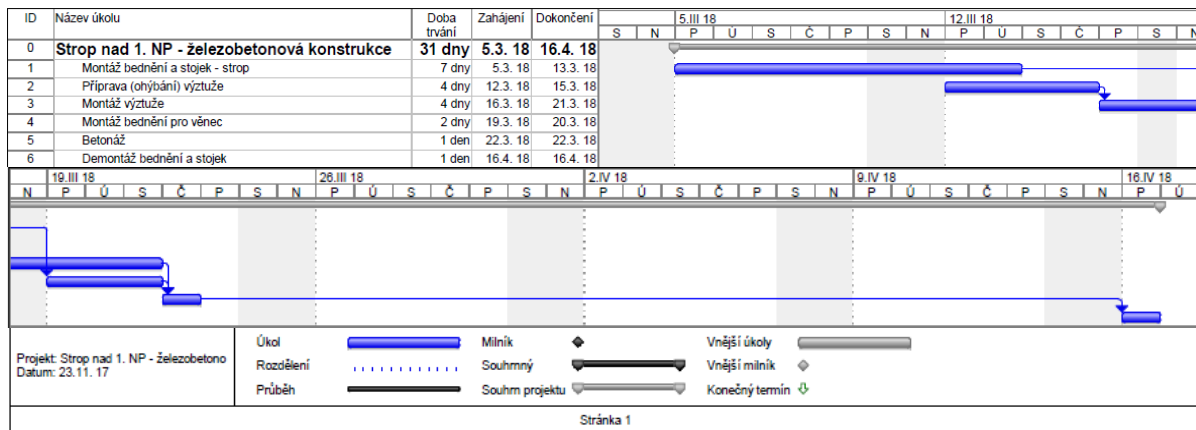 ID Název úkolu Doba trvání Zahájení Dokončení 5.III 18 12.III 18
S N P Ú S Č P S N P Ú S Č P S N
0 Strop nad 1. NP - železobetonová konstrukce 31 dny 5.3. 18 16.4. 18
1 Montáž bednění a stojek - strop 7 dny 5.3. 18 13.3. 18
2 Příprava (ohýbání) výztuže 4 dny 12.3. 18 15.3. 18
3 Montáž výztuže 4 dny 16.3. 18 21.3. 18
4 Montáž bednění pro věnec 2 dny 19.3. 18 20.3. 18
5 Betonáž 1 den 22.3. 18 22.3. 18
6 Demontáž bednění a stojek 1 den 16.4. 18 16.4. 18
19.III 18 26.III 18 2.IV 18 9.IV 18 16.IV 18
N P Ú S Č P S N P Ú S Č P S N P Ú S Č P S N P Ú S Č P S N P Ú
Úkol Milník Vnější úkoly
Projekt: Strop nad 1. NP - železobetono
Datum: 23.11. 17
Rozdělení Souhrnný Vnější milník
Průběh Souhrn projektu Konečný termín
Stránka 1